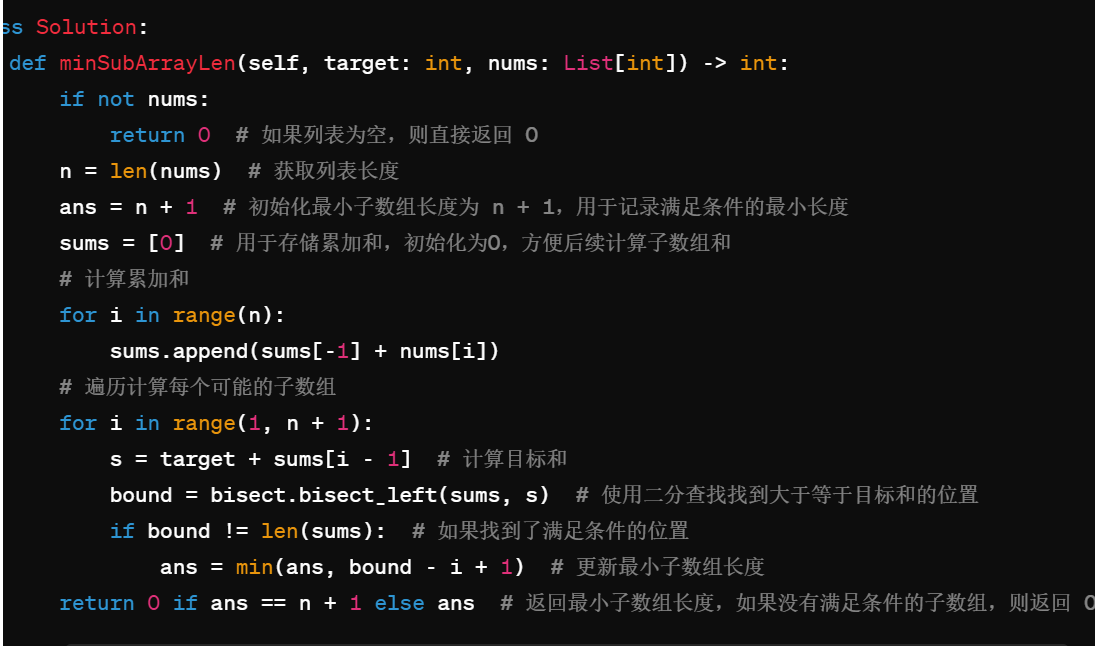 ss Solution:
def minSubArrayLen(self, target: int, nums: List[int]) -> int:
if not nums:
return 0  # 如果列表为空，则直接返回 0
n = len(nums)  # 获取列表长度
ans = n + 1  # 初始化最小子数组长度为 n + 1，用于记录满足条件的最小长度
sums = [0]  # 用于存储累加和，初始化为0，方便后续计算子数组和
# 计算累加和
for i in range(n):
sums.append(sums[-1] + nums[i])
# 遍历计算每个可能的子数组
for i in range(1, n + 1):
s = target + sums[i - 1]  # 计算目标和
bound = bisect.bisect_left(sums, s)  # 使用二分查找找到大于等于目标和的位置
if bound != len(sums):  # 如果找到了满足条件的位置
ans = min(ans, bound - i + 1)  # 更新最小子数组长度
return 0 if ans == n + 1 else ans  # 返回最小子数组长度，如果没有满足条件的子数组，则返回 0